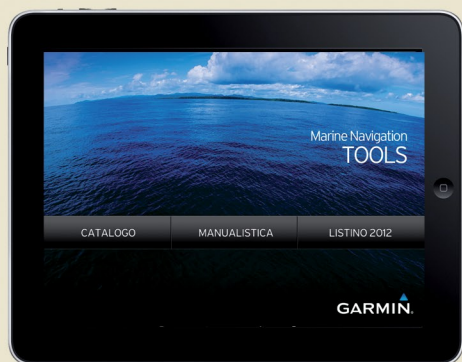 Marine Navigation
TOOLS
CATALOGO MANUALISTICA LISTINO 2012
GARMIN